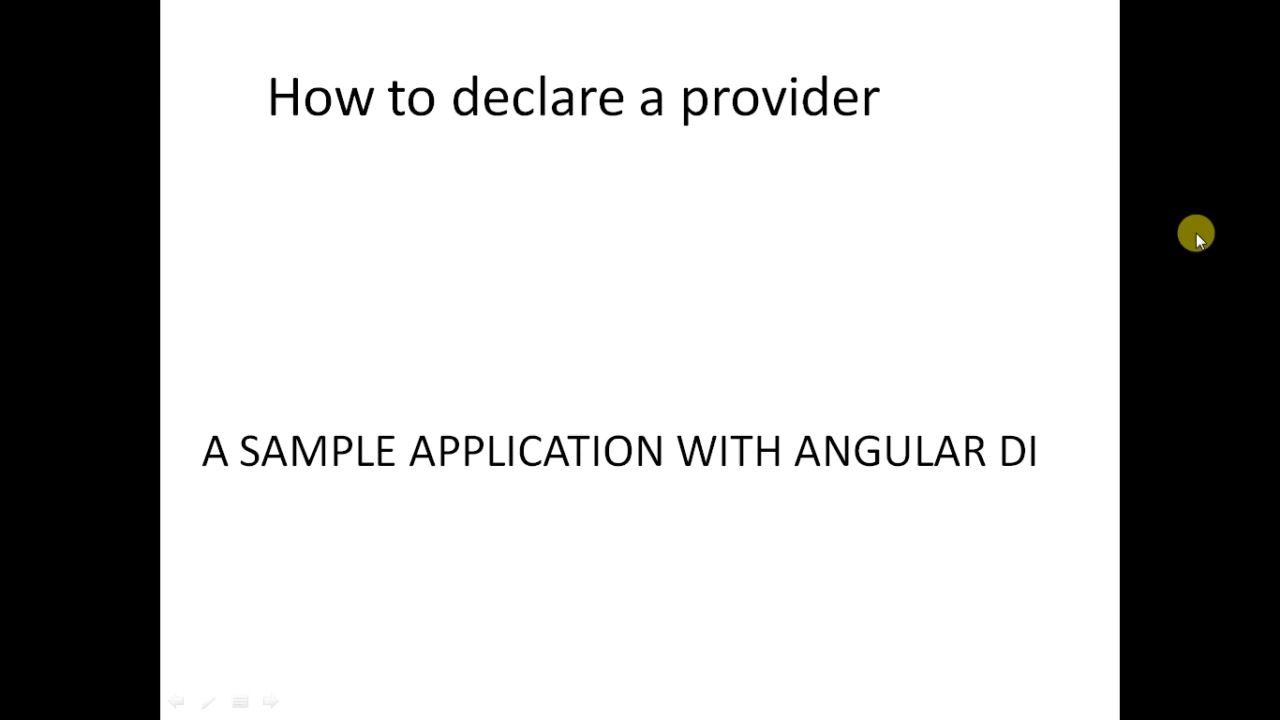 How to declare a provider
A SAMPLE APPLICATION WITH ANGULAR DI